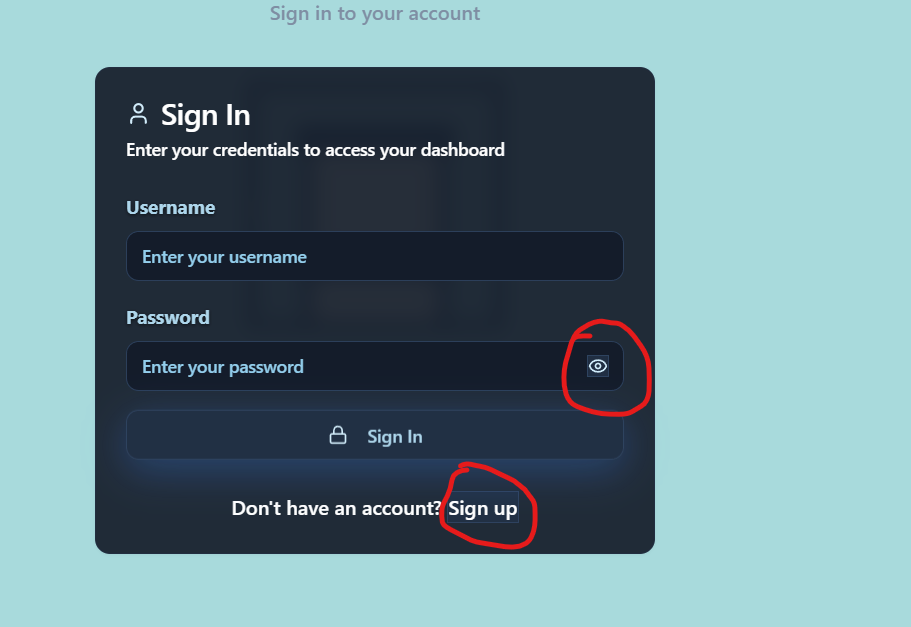 Sign in to your account
Sign In
Enter your credentials to access your dashboard
Username
Enter your username
Password
Enter your password
Sign In
Don't have an account? Sign up